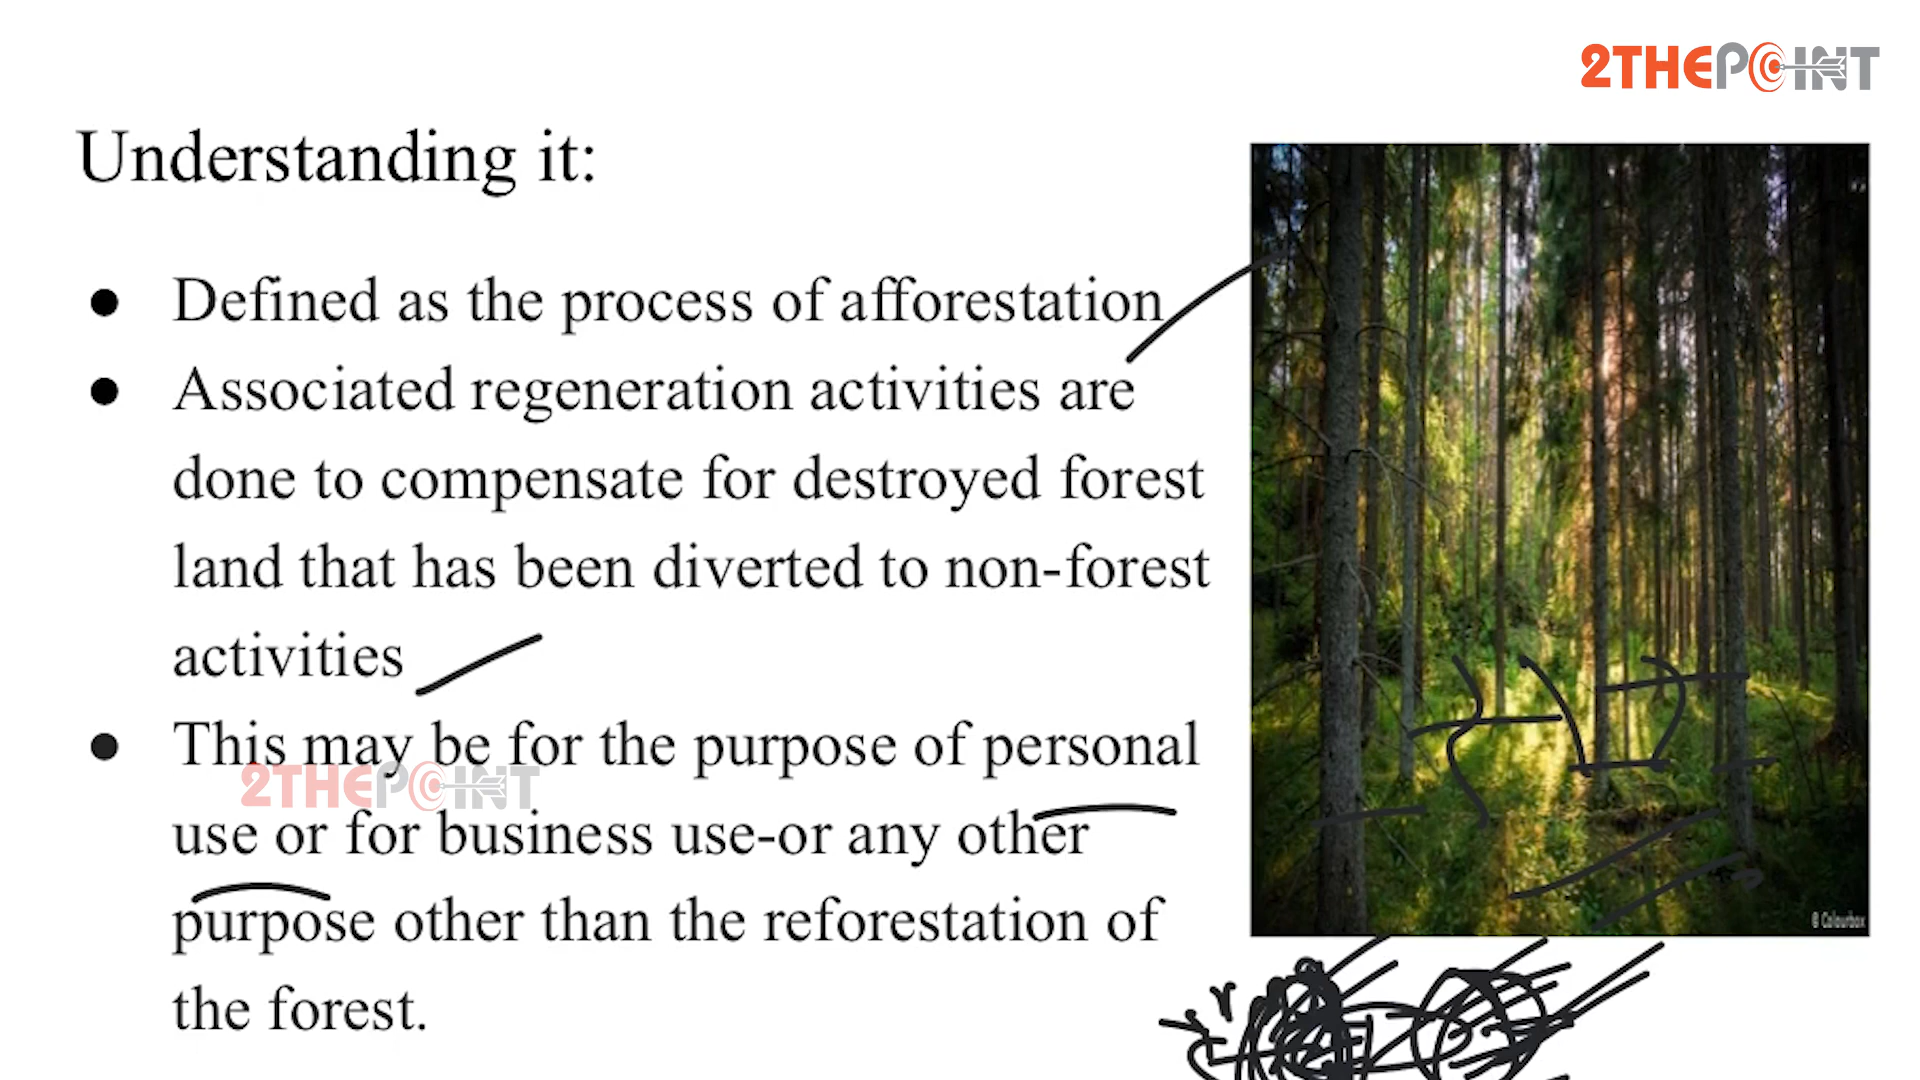 2THEPOINT
Understanding it:
● Defined as the process of afforestation
● Associated regeneration activities are
done to compensate for destroyed forest
land that has been diverted to non-forest
activities
● This may be for the purpose of personal
2THEPOINT
use or for business use-or any other
purpose other than the reforestation of
the forest.
© Colourbox